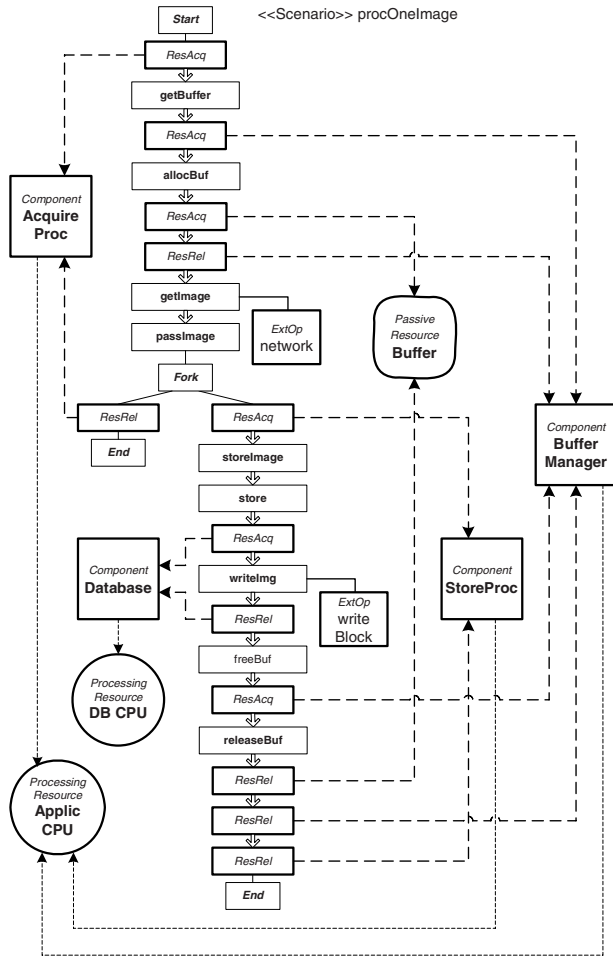 <<Scenario>> procOneImage
Start
ResAcq
getBuffer
ResAcq
allocBuf
Component
Acquire
Proc
ResAcq
ResRel
getImage
ExtOp
network
passImage
Passive
Resource
Buffer
Fork
ResRel
ResAcq
End
Component
Buffer
Manager
storeImage
store
ResAcq
Component
Database
writeImg
ExtOp
write
Block
Component
StoreProc
ResRel
freeBuf
Processing
Resource
DB CPU
ResAcq
releaseBuf
Processing
Resource
Applic
CPU
ResRel
ResRel
ResRel
End